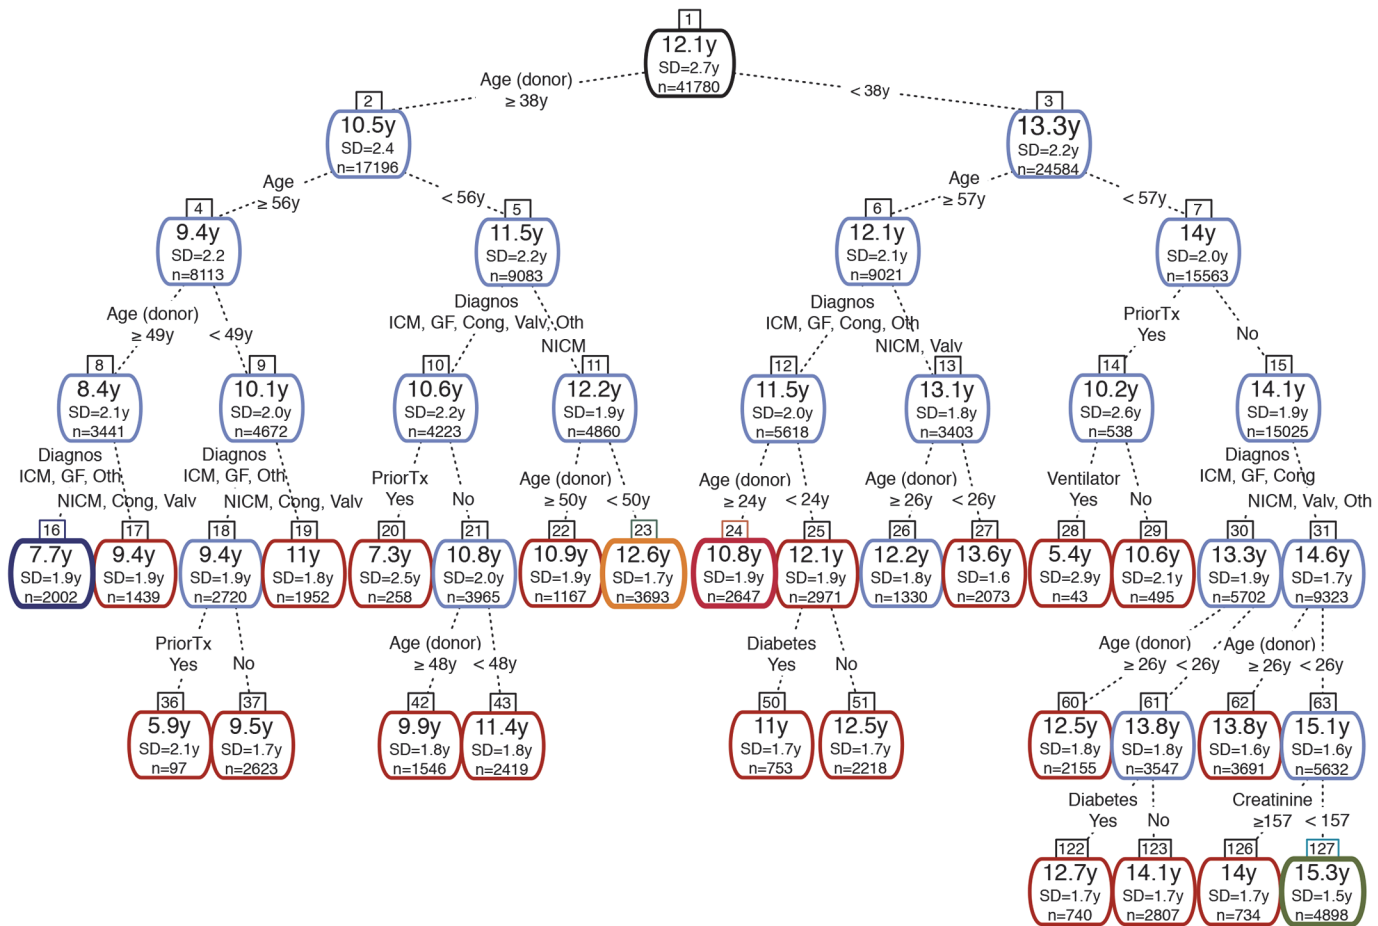 1
12.1y
SD=2.7y
n=41780
Age (donor)
≥ 38y
< 38y
2
10.5y
SD=2.4
n=17196
3
13.3y
SD=2.2y
n=24584
Age
≥ 56y
< 56y
Age
≥ 57y
< 57y
4
9.4y
SD=2.2
n=8113
5
11.5y
SD=2.2y
n=9083
6
12.1y
SD=2.1y
n=9021
7
14y
SD=2.0y
n=15563
Age (donor)
≥ 49y
< 49y
Diagnos
ICM, GF, Cong, Valv, Oth
NICM
Diagnos
ICM, GF, Cong, Oth
NICM, Valv
PriorTx
Yes
No
8
8.4y
SD=2.1y
n=3441
9
10.1y
SD=2.0y
n=4672
10
10.6y
SD=2.2y
n=4223
11
12.2y
SD=1.9y
n=4860
12
11.5y
SD=2.0y
n=5618
13
13.1y
SD=1.8y
n=3403
14
10.2y
SD=2.6y
n=538
15
14.1y
SD=1.9y
n=15025
Diagnos
ICM, GF, Oth
NICM, Cong, Valv
Diagnos
ICM, GF, Oth
NICM, Cong, Valv
PriorTx
Yes
No
Age (donor)
≥ 50y
< 50y
Age (donor)
≥ 24y
< 24y
Age (donor)
≥ 26y
< 26y
Ventilator
Yes
No
Diagnos
ICM, GF, Cong
NICM, Valv, Oth
16
7.7y
SD=1.9y
n=2002
17
9.4y
SD=1.9y
n=1439
18
9.4y
SD=1.9y
n=2720
19
11y
SD=1.8y
n=1952
20
7.3y
SD=2.5y
n=258
21
10.8y
SD=2.0y
n=3965
22
10.9y
SD=1.9y
n=1167
23
12.6y
SD=1.7y
n=3693
24
10.8y
SD=1.9y
n=2647
25
12.1y
SD=1.9y
n=2971
26
12.2y
SD=1.8y
n=1330
27
13.6y
SD=1.6
n=2073
28
5.4y
SD=2.9y
n=43
29
10.6y
SD=2.1y
n=495
30
13.3y
SD=1.9y
n=5702
31
14.6y
SD=1.7y
n=9323
PriorTx
Yes
No
Age (donor)
≥ 48y
< 48y
Diabetes
Yes
No
Age (donor)
≥ 26y
< 26y
Age (donor)
≥ 26y
< 26y
36
5.9y
SD=2.1y
n=97
37
9.5y
SD=1.7y
n=2623
42
9.9y
SD=1.8y
n=1546
43
11.4y
SD=1.8y
n=2419
50
11y
SD=1.7y
n=753
51
12.5y
SD=1.7y
n=2218
60
12.5y
SD=1.8y
n=2155
61
13.8y
SD=1.8y
n=3547
62
13.8y
SD=1.6y
n=3691
63
15.1y
SD=1.6y
n=5632
Diabetes
Yes
No
Creatinine
≥157
< 157
122
12.7y
SD=1.7y
n=740
123
14.1y
SD=1.7y
n=2807
126
14y
SD=1.7y
n=734
127
15.3y
SD=1.5y
n=4898